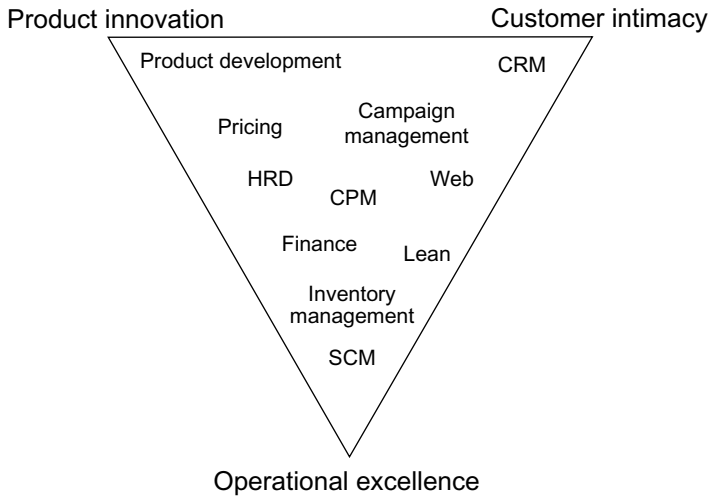 Product innovation
Customer intimacy
Product development
CRM
Campaign
management
Pricing
HRD
Web
CPM
Finance
Lean
Inventory
management
SCM
Operational excellence